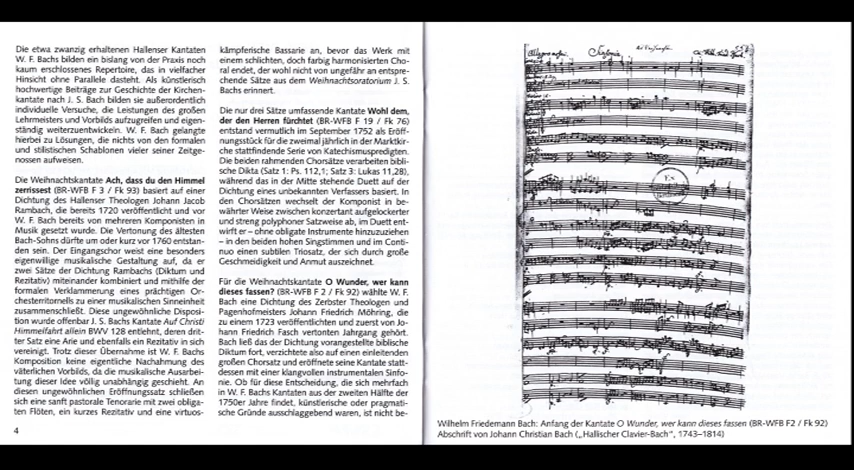 Die etwa zwanzig erhaltenen Hallenser Kantaten
W. F. Bachs bilden ein bislang von der Praxis noch
kaum erschlossenes Repertoire, das in vielfacher
Hinsicht ohne Parallele dasteht. Als künstlerisch
hochwertige Beiträge zur Geschichte der Kirchen-
kantate nach J. S. Bach bilden sie außerordentlich
individuelle Versuche, die Leistungen des großen
Lehrmeisters und Vorbilds aufzugreifen und eigen-
ständig weiterzuentwickeln. W. F. Bach gelangte
hierbei zu Lösungen, die nichts von den formalen
und stilistischen Schablonen vieler seiner Zeitge-
nossen aufweisen.
Die Weihnachtskantate Ach, dass du den Himmel
zerrissest (BR-WFB F 3 / Fk 93) basiert auf einer
Dichtung des Hallenser Theologen Johann Jacob
Rambach, die bereits 1720 veröffentlicht und vor
W. F. Bach bereits von mehreren Komponisten in
Musik gesetzt wurde. Die Vertonung des ältesten
Bach-Sohns dürfte um oder kurz vor 1760 entstan-
den sein. Der Eingangschor weist eine besonders
eigenwillige musikalische Gestaltung auf, da er
zwei Sätze der Dichtung Rambachs (Diktum und
Rezitativ) miteinander kombiniert und mithilfe der
formalen Verklammerung eines prächtigen Or-
chesterritornells zu einer musikalischen Sinneinheit
zusammenschließt. Diese ungewöhnliche Disposi-
tion wurde offenbar J. S. Bachs Kantate Auf Christi
Himmelfahrt allein BWV 128 entlehnt, deren drit-
ter Satz eine Arie und ebenfalls ein Rezitativ in sich
vereinigt. Trotz dieser Übernahme ist W. F. Bachs
Komposition keine eigentliche Nachahmung des
väterlichen Vorbilds, da die musikalische Ausarbei-
tung dieser Idee völlig unabhängig geschieht. An
diesen ungewöhnlichen Eröffnungssatz schließen
sich eine sanft pastorale Tenorarie mit zwei obliga-
ten Flöten, ein kurzes Rezitativ und eine virtuos-
4
kämpferische Bassarie an, bevor das Werk mit
einem schlichten, doch farbig harmonisierten Cho-
ral endet, der wohl nicht von ungefähr an entspre-
chende Sätze aus dem Weihnachtsoratorium J. S.
Bachs erinnert.
Die nur drei Sätze umfassende Kantate Wohl dem,
der den Herren fürchtet (BR-WFB F 19 / Fk 76)
entstand vermutlich im September 1752 als Eröff-
nungsstück für die zweimal jährlich in der Marktkir-
che stattfindende Serie von Katechismuspredigten.
Die beiden rahmenden Chorsätze verarbeiten bibli-
sche Dikta (Satz 1: Ps. 112,1; Satz 3: Lukas 11,28),
während das in der Mitte stehende Duett auf der
Dichtung eines unbekannten Verfassers basiert. In
den Chorsätzen wechselt der Komponist in be-
währter Weise zwischen konzertant aufgelockerter
und streng polyphoner Satzweise ab, im Duett ent-
wirft er – ohne obligate Instrumente hinzuzuziehen
– in den beiden hohen Singstimmen und im Conti-
nuo einen subtilen Triosatz, der sich durch große
Geschmeidigkeit und Anmut auszeichnet.
Für die Weihnachtskantate O Wunder, wer kann
dieses fassen? (BR-WFB F 2 / Fk 92) wählte W. F.
Bach eine Dichtung des Zerbster Theologen und
Pagenhofmeisters Johann Friedrich Möhring, die
zu einem 1723 veröffentlichten und zuerst von Jo-
hann Friedrich Fasch vertonten Jahrgang gehört.
Bach ließ das der Dichtung vorangestellte biblische
Diktum fort, verzichtete also auf einen einleitenden
großen Chorsatz und eröffnete seine Kantate statt-
dessen mit einer klangvollen instrumentalen Sinfo-
nie. Ob für diese Entscheidung, die sich mehrfach
in W. F. Bachs Kantaten aus der zweiten Hälfte der
1750er Jahre findet, künstlerische oder pragmati-
sche Gründe ausschlaggebend waren, ist nicht be-
Sinfonia
Wilhelm Friedemann Bach: Anfang der Kantate O Wunder, wer kann dieses fassen (BR-WFB F2 / Fk 92)
Abschrift von Johann Christian Bach („Hallischer Clavier-Bach“, 1743–1814)